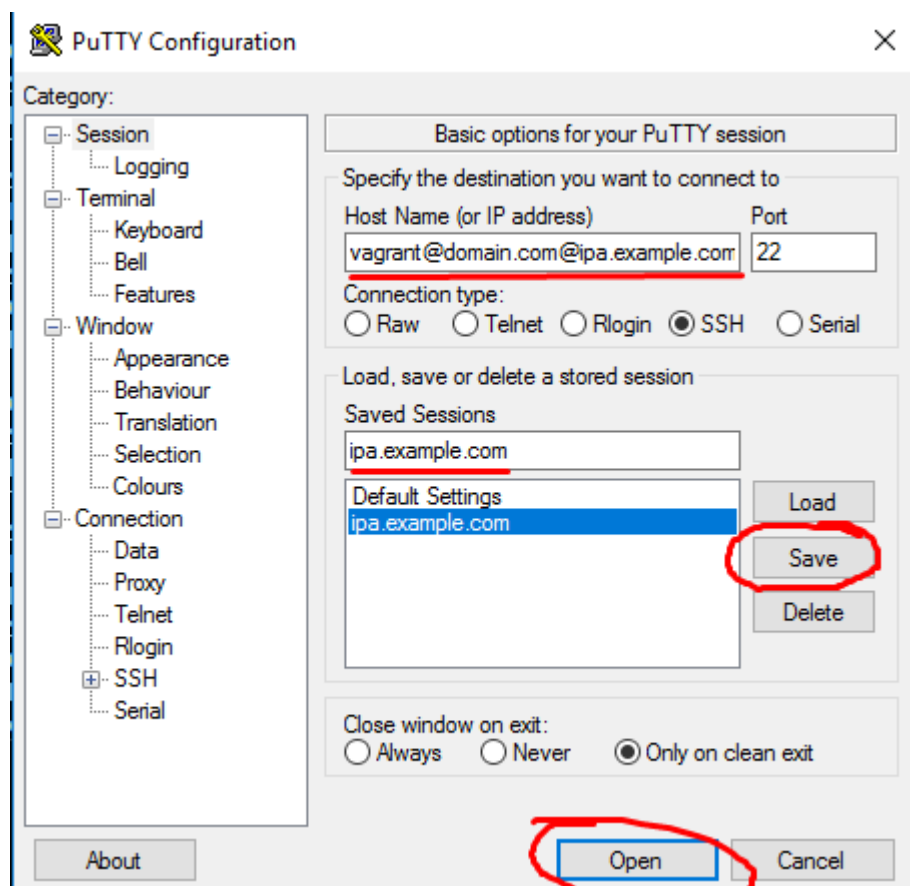 PuTTY Configuration
Category:
Session
Logging
Terminal
Keyboard
Bell
Features
Window
Appearance
Behaviour
Translation
Selection
Colours
Connection
Data
Proxy
Telnet
Rlogin
SSH
Serial
Basic options for your PuTTY session
Specify the destination you want to connect to
Host Name (or IP address) Port
vagrant@domain.com@ipa.example.com 22
Connection type:
Raw Telnet Rlogin SSH Serial
Load, save or delete a stored session
Saved Sessions
ipa.example.com
Default Settings
ipa.example.com
Load
Save
Delete
Close window on exit:
Always Never Only on clean exit
About Open Cancel